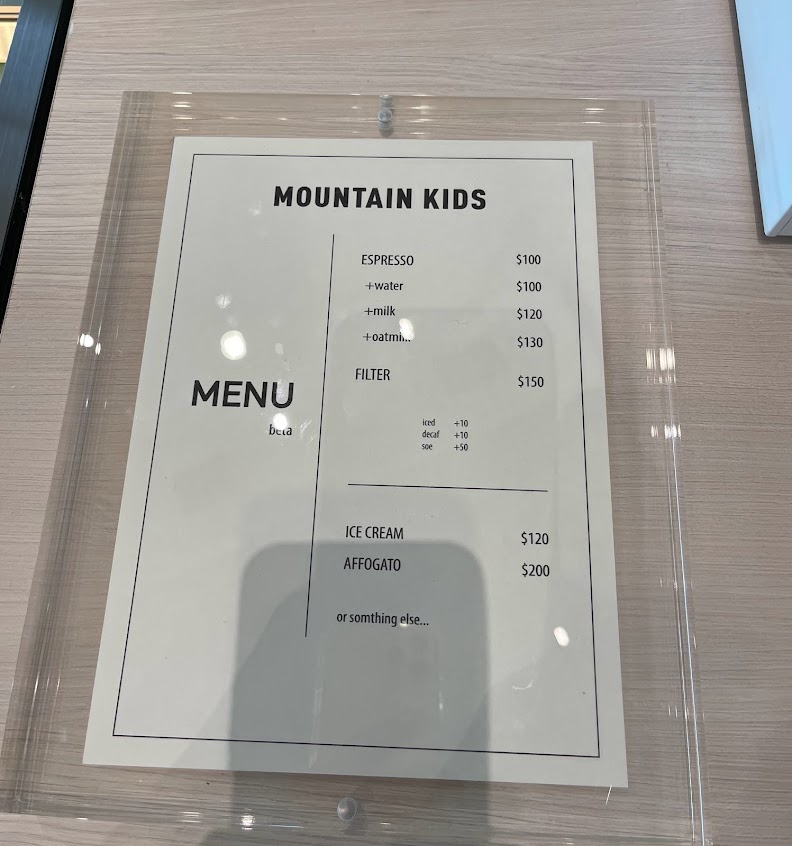 MOUNTAIN KIDS
MENU
beta
ESPRESSO $100
+water $100
+milk $120
+oatmilk $130
FILTER $150
iced +10
decaf +10
soe +50
ICE CREAM $120
AFFOGATO $200
or somthing else...